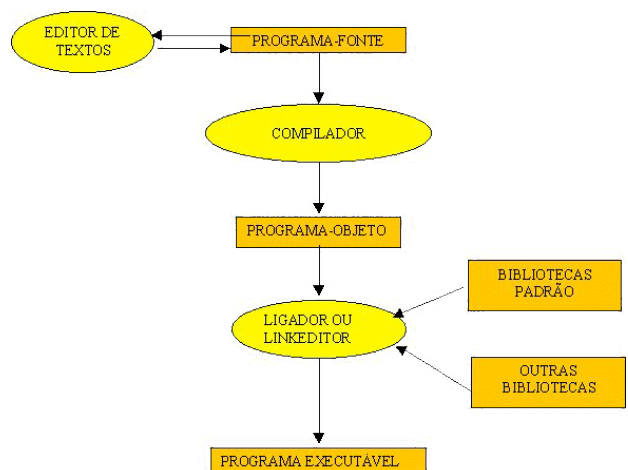 EDITOR DE
TEXTOS
PROGRAMA-FONTE
COMPILADOR
PROGRAMA-OBJETO
BIBLIOTECAS
PADRÃO
LIGADOR OU
LINKEDITOR
OUTRAS
BIBLIOTECAS
PROGRAMA EXECUTÁVEL